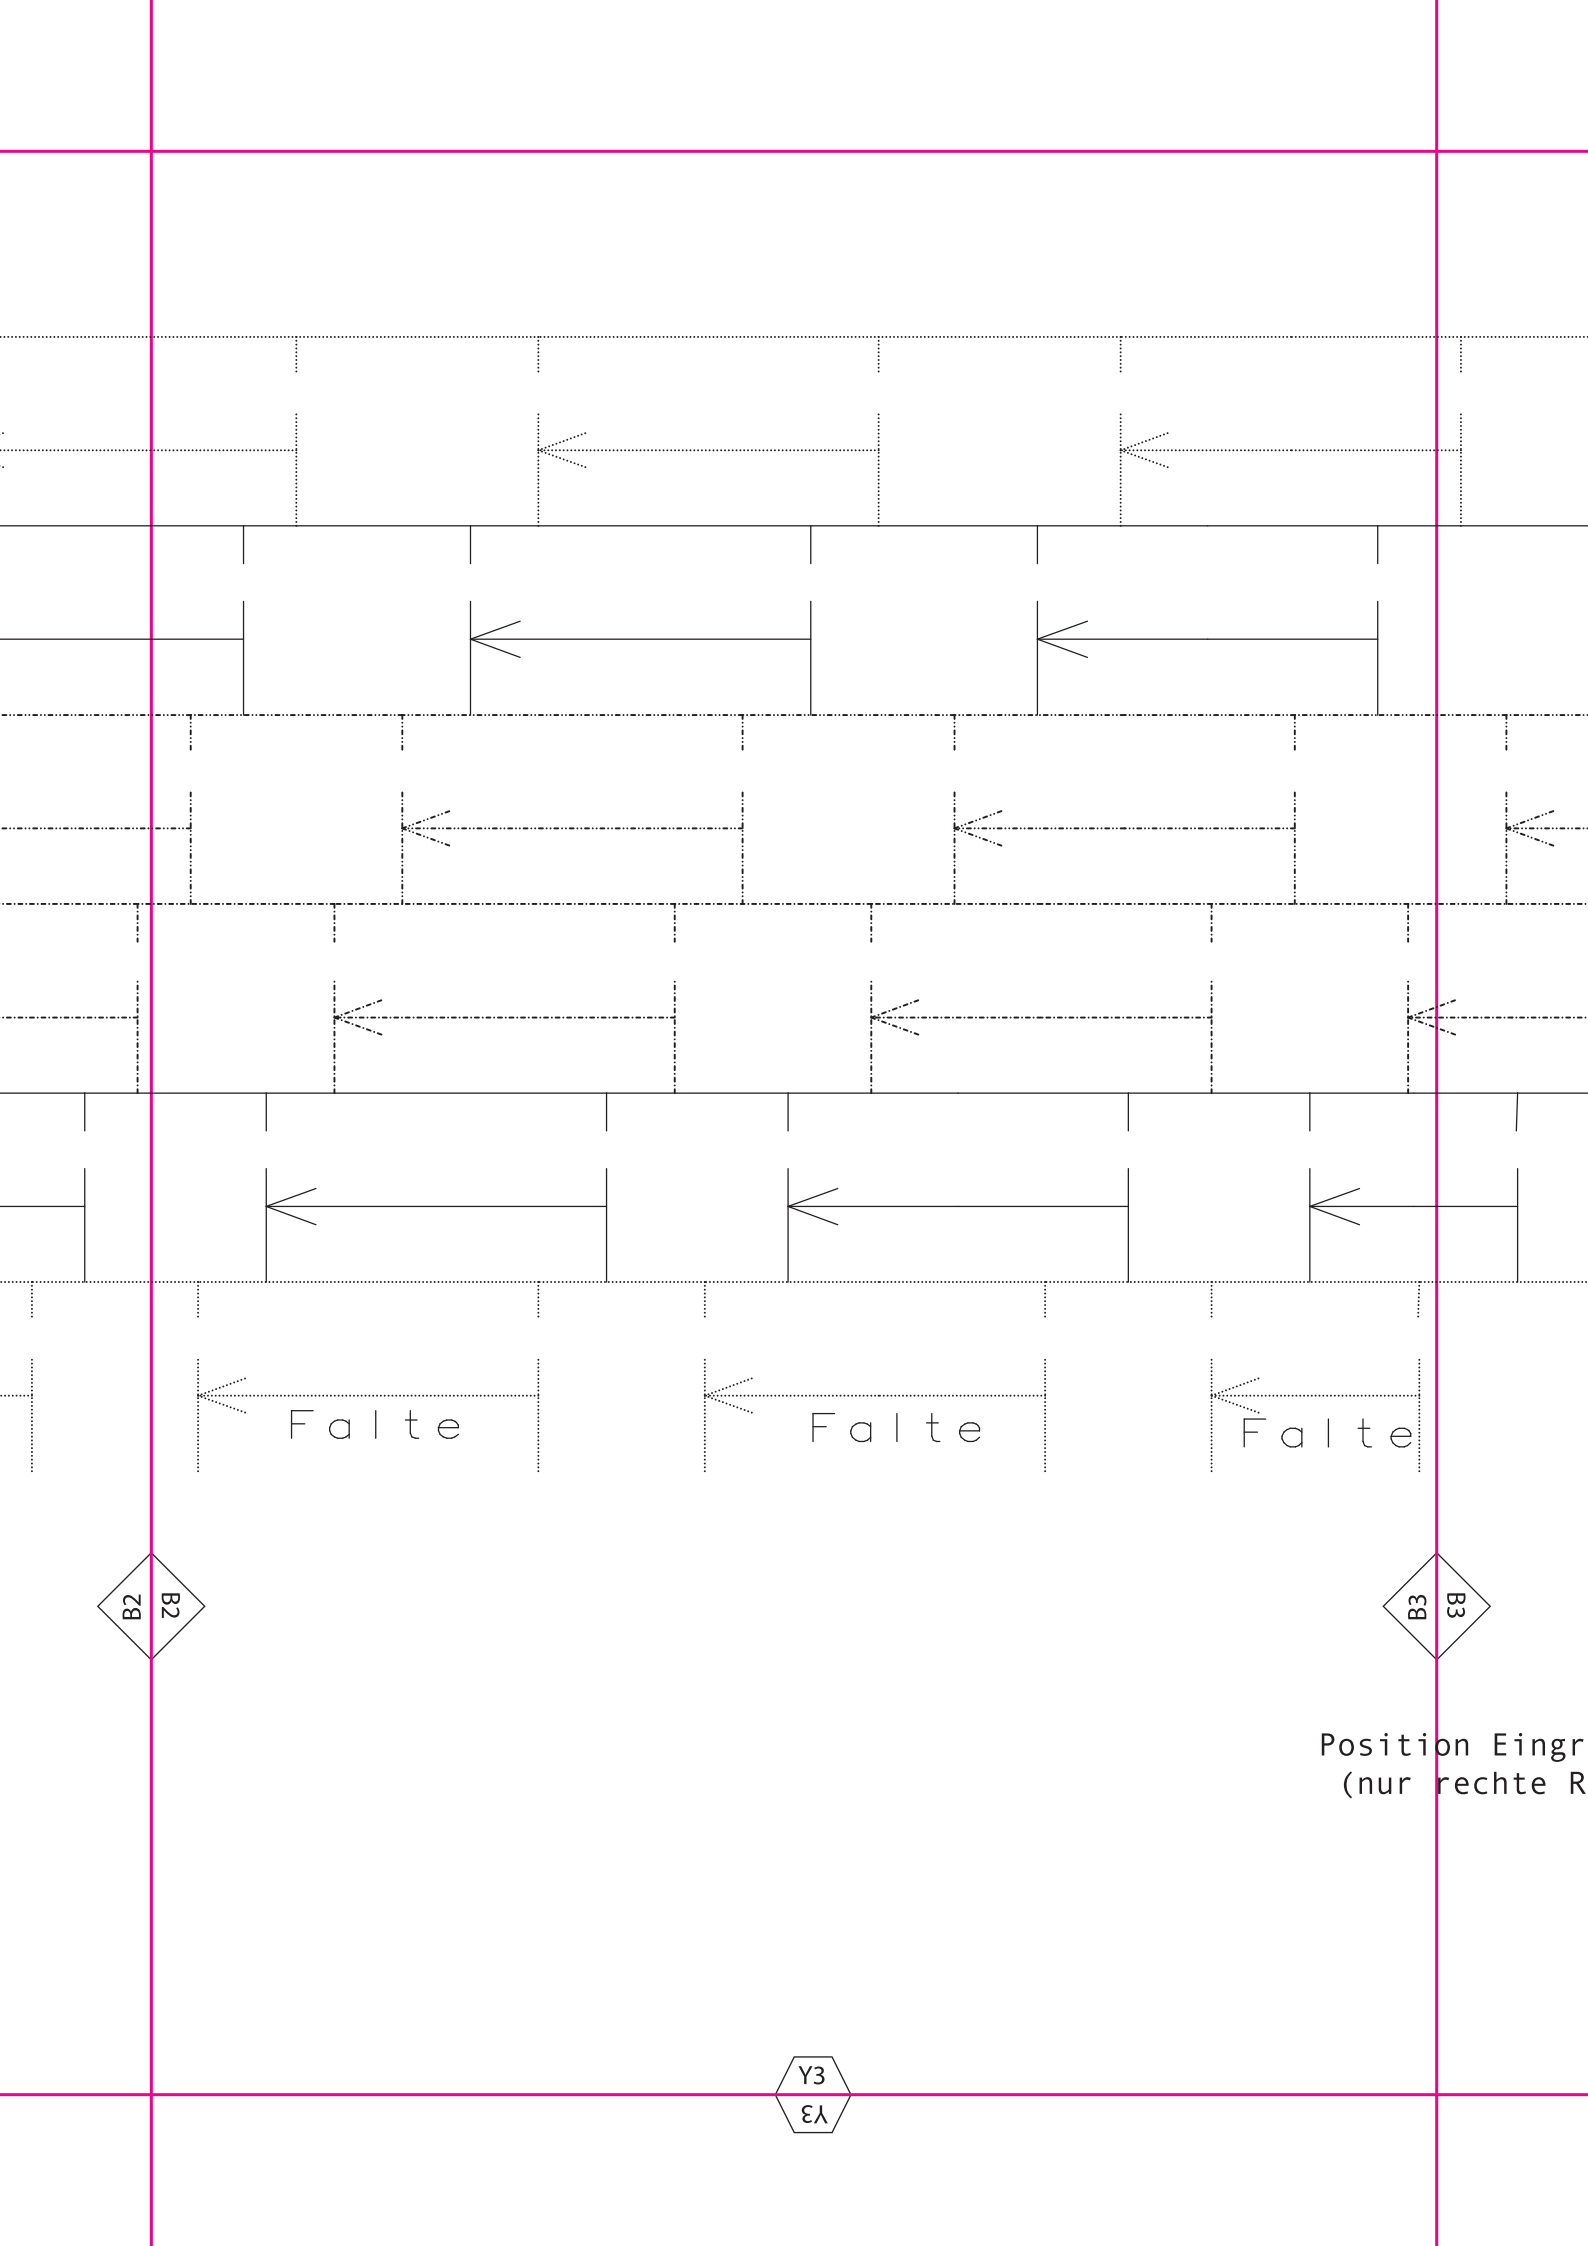 Falte
Falte
Falte
B2
B2
B3
B3
Position Eingr
(nur rechte R
Y3
Y3